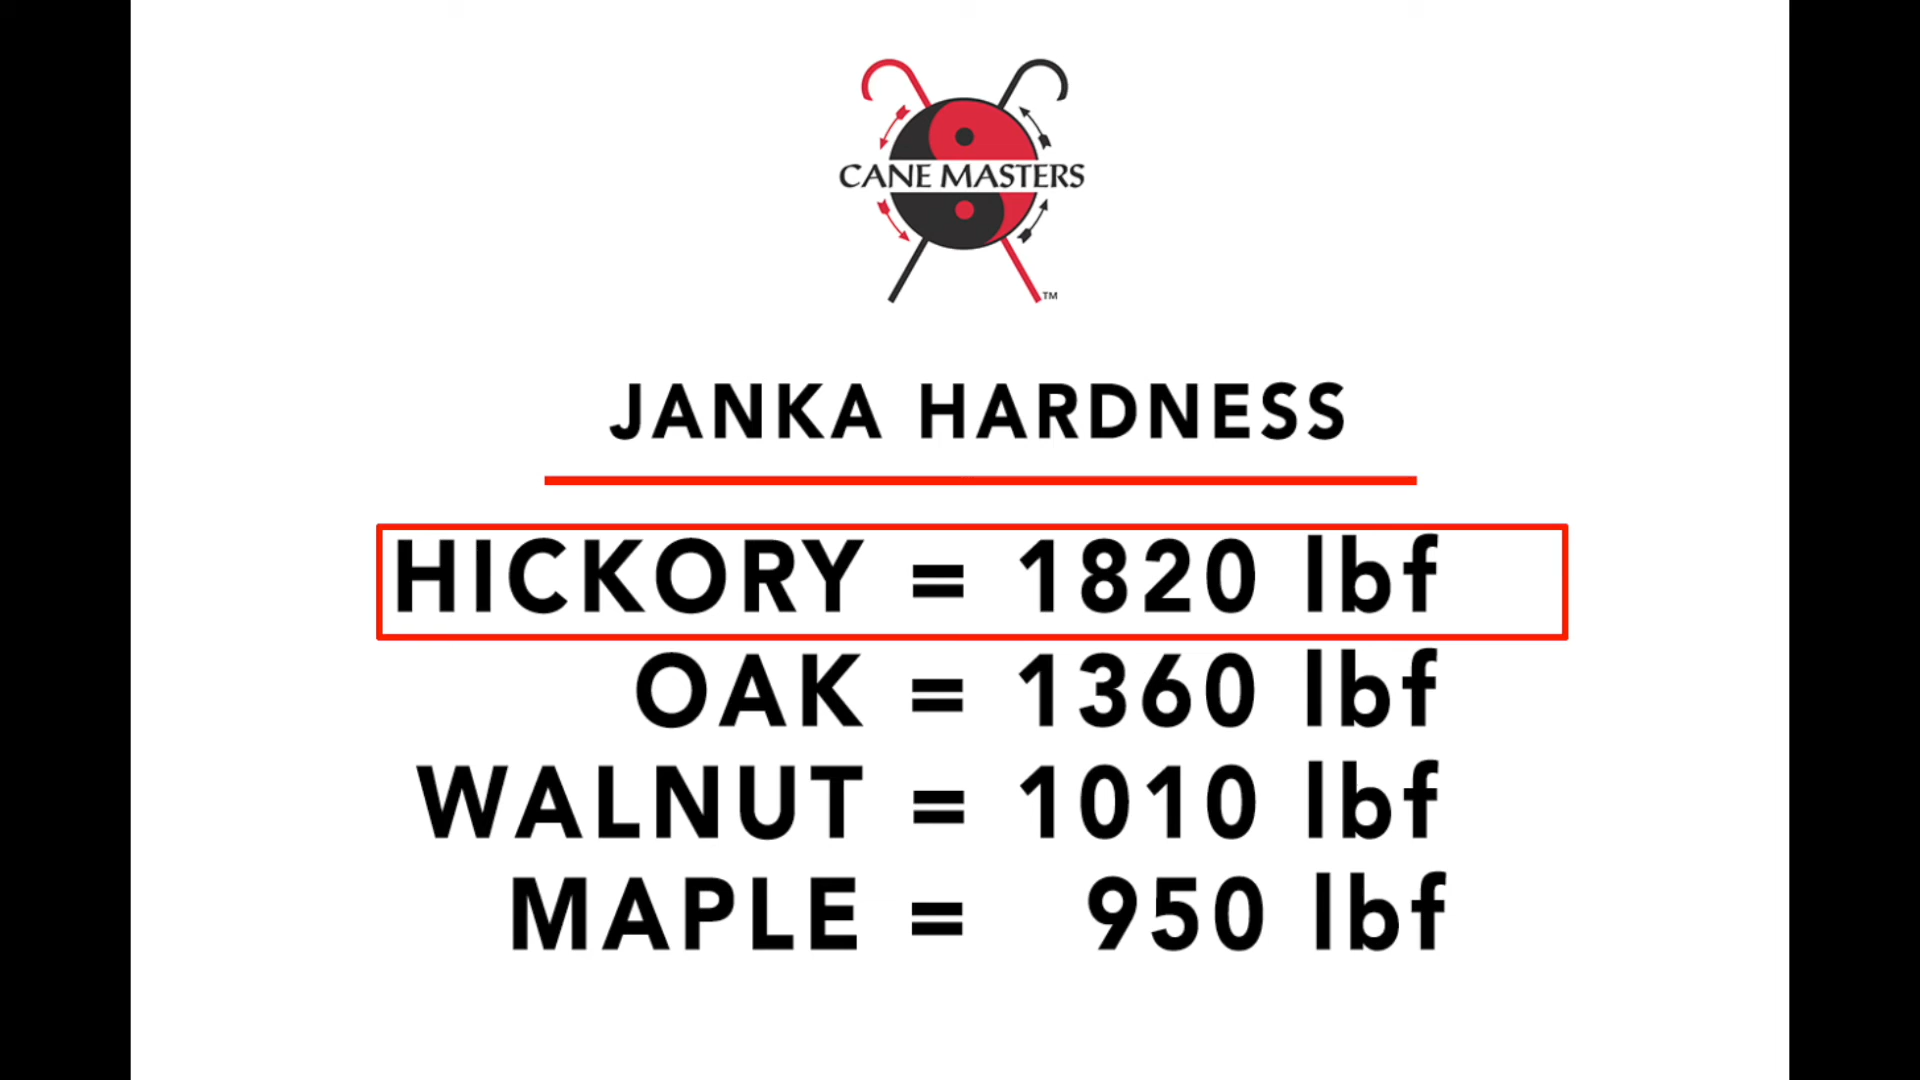 CANE MASTERS
TM
JANKA HARDNESS
HICKORY = 1820 lbf
OAK = 1360 lbf
WALNUT = 1010 lbf
MAPLE = 950 lbf